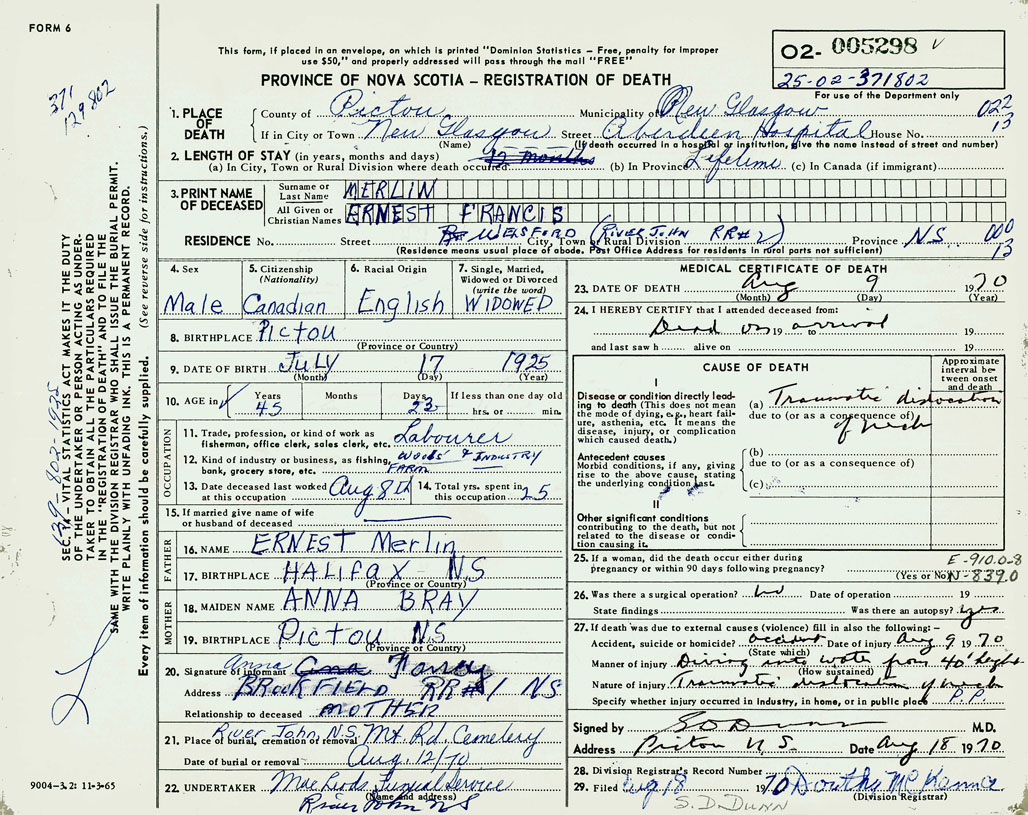 FORM 6
This form, if placed in an envelope, on which is printed "Dominion Statistics – Free, penalty for improper
use $50," and properly addressed will pass through the mail "FREE"
PROVINCE OF NOVA SCOTIA – REGISTRATION OF DEATH
02- 005298
25-02-371802
For use of the Department only
371
129802
139-802-1925
SEC. 14 – VITAL STATISTICS ACT MAKES IT THE DUTY
OF THE UNDERTAKER OR PERSON ACTING AS UNDER-
TAKER TO OBTAIN ALL THE PARTICULARS REQUIRED
IN THE "REGISTRATION OF DEATH" AND TO FILE THE
SAME WITH THE DIVISION REGISTRAR WHO SHALL ISSUE THE BURIAL PERMIT.
WRITE PLAINLY WITH UNFADING INK. THIS IS A PERMANENT RECORD.
Every item of information should be carefully supplied. (See reverse side for instructions.)
1. PLACE OF DEATH
County of Pictou Municipality of New Glasgow 022
If in City or Town New Glasgow Street Aberdeen Hospital House No. 13
(Name) (If death occurred in a hospital or institution, give the name instead of street and number)
2. LENGTH OF STAY (in years, months and days)
(a) In City, Town or Rural Division where death occurred 12 months (b) In Province Lifetime (c) In Canada (if immigrant)
3. PRINT NAME OF DECEASED
Surname or Last Name MERLIN
All Given or Christian Names ERNEST FRANCIS
RESIDENCE No. Street WELSFORD City, Town or Rural Division (RIVER JOHN RR#2) Province N.S. 000
(Residence means usual place of abode. Post Office Address for residents in rural parts not sufficient) 13
4. Sex
Male
5. Citizenship (Nationality)
Canadian
6. Racial Origin
English
7. Single, Married, Widowed or Divorced (write the word)
WIDOWED
8. BIRTHPLACE Pictou
(Province or Country)
9. DATE OF BIRTH July 17 1925
(Month) (Day) (Year)
10. AGE in Years 45 Months Days 23 If less than one day old hrs. or min.
OCCUPATION
11. Trade, profession, or kind of work as fisherman, office clerk, sales clerk, etc. Labourer
12. Kind of industry or business, as fishing, bank, grocery store, etc. Woods & Industry FARM
13. Date deceased last worked at this occupation Aug 8th
14. Total yrs. spent in this occupation 25
15. If married give name of wife or husband of deceased
FATHER
16. NAME ERNEST Merlin
17. BIRTHPLACE HALIFAX NS
(Province or Country)
MOTHER
18. MAIDEN NAME ANNA BRAY
19. BIRTHPLACE Pictou NS
(Province or Country)
20. Signature of informant Anna
Address BROOKFIELD RR#1 NS
Relationship to deceased MOTHER
21. Place of burial, cremation or removal River John, N.S. Mt. Rd. Cemetery
Date of burial or removal Aug. 12/70
22. UNDERTAKER MacLeods Funeral Service
(Name and address)
River John NS
9004-3.2: 11-3-65
MEDICAL CERTIFICATE OF DEATH
23. DATE OF DEATH Aug 9 1970
(Month) (Day) (Year)
24. I HEREBY CERTIFY that I attended deceased from:
Dead on arrival 19 to 19
and last saw h alive on 19
CAUSE OF DEATH
Approximate interval between onset and death
I
Disease or condition directly leading to death (This does not mean the mode of dying, e.g., heart failure, asthenia, etc. It means the disease, injury, or complication which caused death.)
(a) Traumatic dislocation
due to (or as a consequence of)
of neck
Antecedent causes
Morbid conditions, if any, giving rise to the above cause, stating the underlying condition last.
(b)
due to (or as a consequence of)
(c)
II
Other significant conditions
contributing to the death, but not related to the disease or condition causing it.
25. If a woman, did the death occur either during
pregnancy or within 90 days following pregnancy?
(Yes or No)
E-910.0-8
N-839.0
26. Was there a surgical operation? no Date of operation 19
State findings Was there an autopsy? yes
27. If death was due to external causes (violence) fill in also the following:–
Accident, suicide or homicide? accident Date of injury Aug 9 1970
(State which)
Manner of injury Diving into water from 40' height
(How sustained)
Nature of injury Traumatic dislocation of neck
Specify whether injury occurred in industry, in home, or in public place P.P.
Signed by S D Dunn M.D.
Address Pictou N.S. Date Aug 18 1970
28. Division Registrar's Record Number
29. Filed Aug 18 1970 Dorothy McKenna
(Division Registrar)
S.D. DUNN